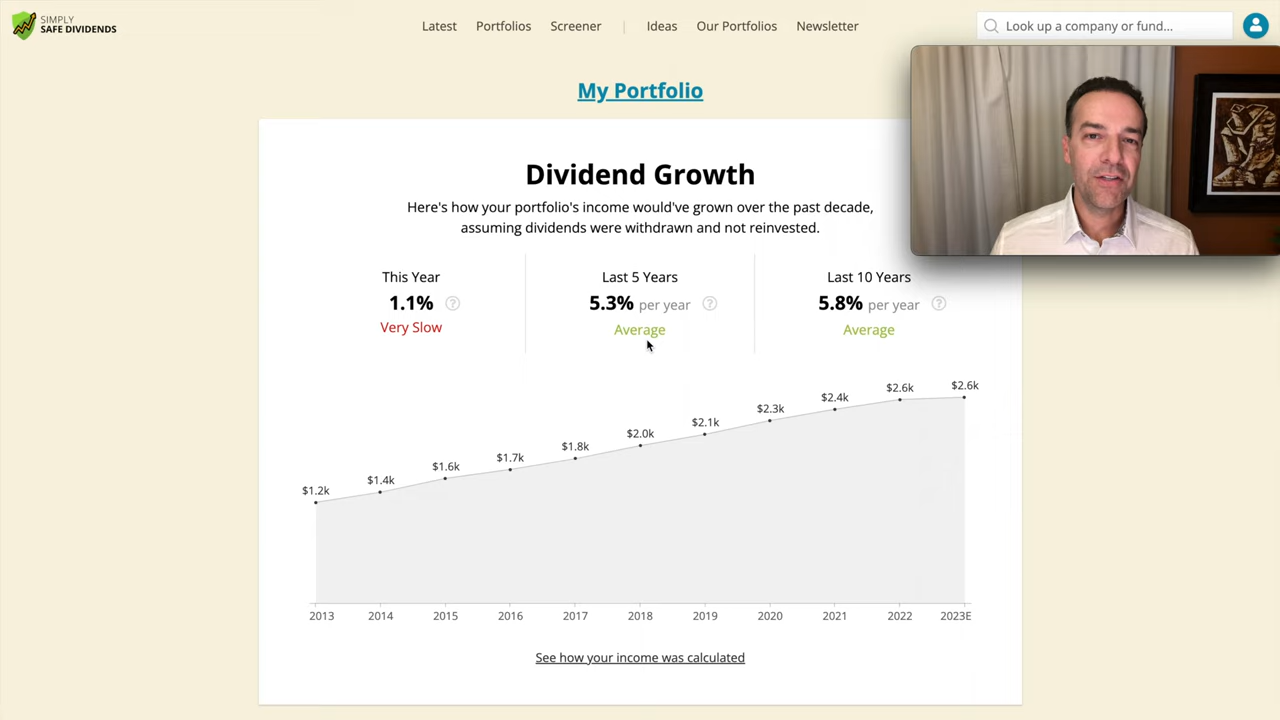 SIMPLY
SAFE DIVIDENDS
Latest
Portfolios
Screener
|
Ideas
Our Portfolios
Newsletter
Look up a company or fund...
My Portfolio
Dividend Growth
Here's how your portfolio's income would've grown over the past decade,
assuming dividends were withdrawn and not reinvested.
This Year
1.1% ?
Very Slow
Last 5 Years
5.3% per year ?
Average
Last 10 Years
5.8% per year ?
Average
$1.2k
$1.4k
$1.6k
$1.7k
$1.8k
$2.0k
$2.1k
$2.3k
$2.4k
$2.6k
$2.6k
2013
2014
2015
2016
2017
2018
2019
2020
2021
2022
2023E
See how your income was calculated